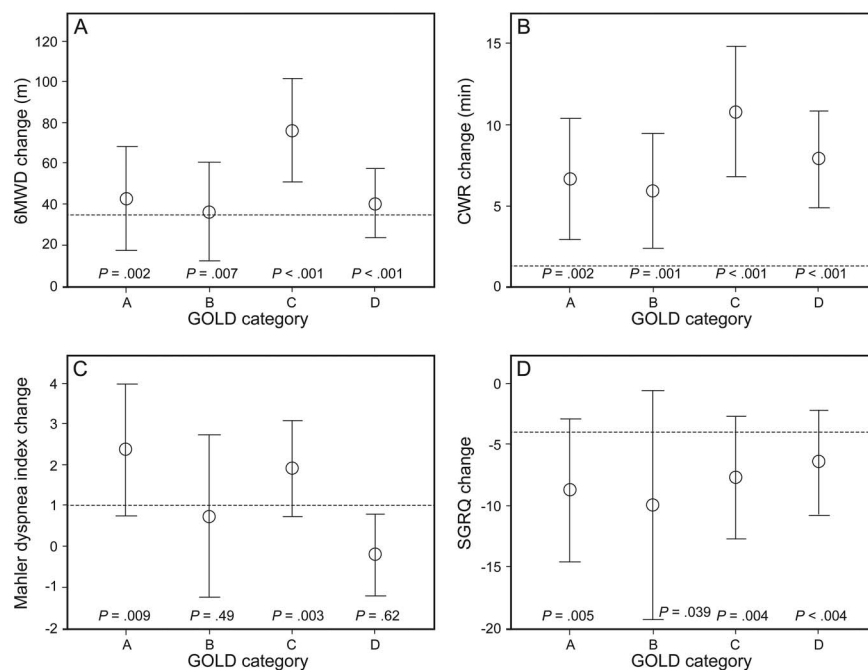 A
6MWD change (m)
120
100
80
60
40
20
0
P = .002 P = .007 P < .001 P < .001
A B C D
GOLD category
B
CWR change (min)
15
10
5
0
P = .002 P = .001 P < .001 P < .001
A B C D
GOLD category
C
Mahler dyspnea index change
4
3
2
1
0
-1
-2
P = .009 P = .49 P = .003 P = .62
A B C D
GOLD category
D
SGRQ change
0
-5
-10
-15
-20
P = .005 P = .039 P = .004 P < .004
A B C D
GOLD category